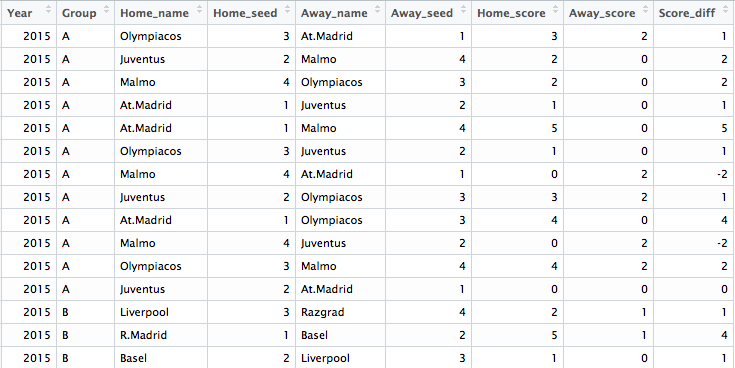 Year Group Home_name Home_seed Away_name Away_seed Home_score Away_score Score_diff
2015 A Olympiacos 3 At.Madrid 1 3 2 1
2015 A Juventus 2 Malmo 4 2 0 2
2015 A Malmo 4 Olympiacos 3 2 0 2
2015 A At.Madrid 1 Juventus 2 1 0 1
2015 A At.Madrid 1 Malmo 4 5 0 5
2015 A Olympiacos 3 Juventus 2 1 0 1
2015 A Malmo 4 At.Madrid 1 0 2 -2
2015 A Juventus 2 Olympiacos 3 3 2 1
2015 A At.Madrid 1 Olympiacos 3 4 0 4
2015 A Malmo 4 Juventus 2 0 2 -2
2015 A Olympiacos 3 Malmo 4 4 2 2
2015 A Juventus 2 At.Madrid 1 0 0 0
2015 B Liverpool 3 Razgrad 4 2 1 1
2015 B R.Madrid 1 Basel 2 5 1 4
2015 B Basel 2 Liverpool 3 1 0 1